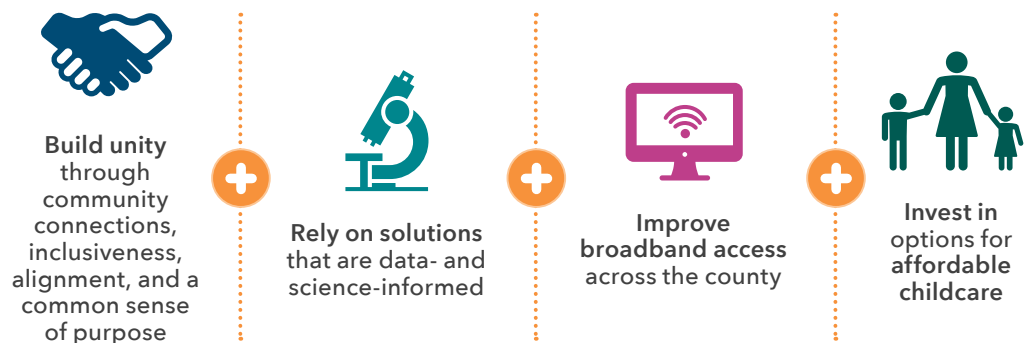 Build unity
through
community
connections,
inclusiveness,
alignment, and a
common sense
of purpose
Rely on solutions
that are data- and
science-informed
Improve
broadband access
across the county
Invest in
options for
affordable
childcare